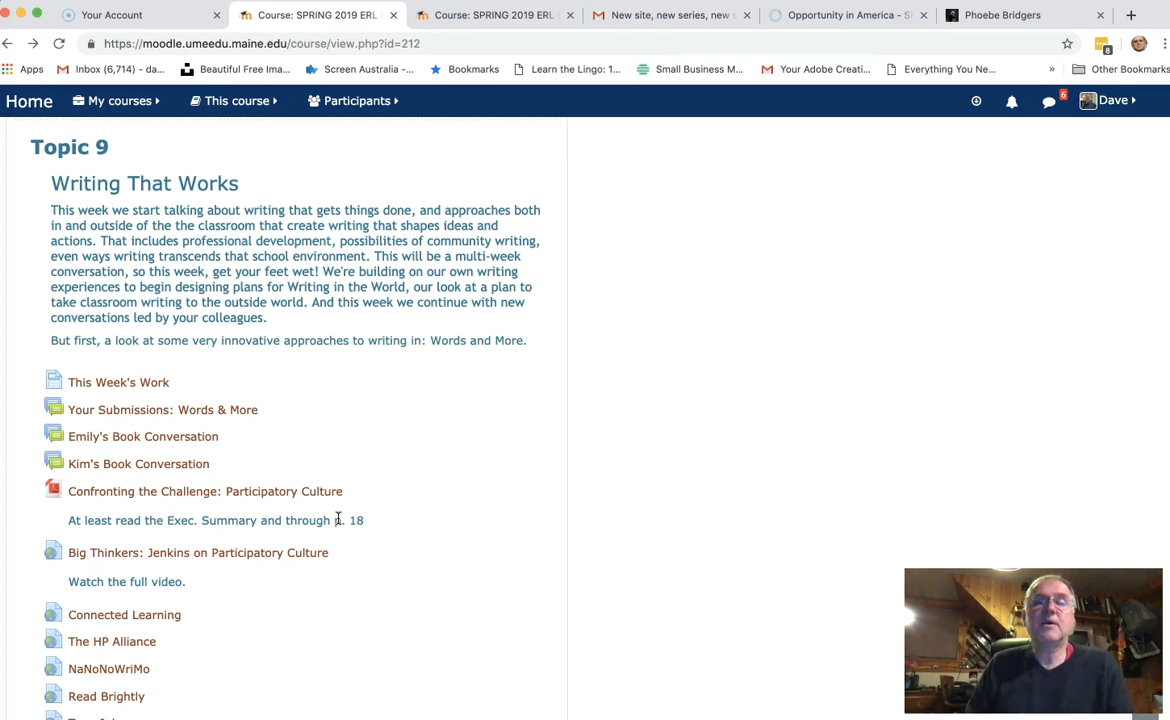 Your Account
Course: SPRING 2019 ERL
Course: SPRING 2019 ERL
New site, new series, new
Opportunity in America - S
Phoebe Bridgers
https://moodle.umeedu.maine.edu/course/view.php?id=212
8
Apps
Inbox (6,714) - da...
Beautiful Free Ima...
Screen Australia -...
Bookmarks
Learn the Lingo: 1...
Small Business M...
Your Adobe Creati...
Everything You Ne...
»
Other Bookmarks
Home
My courses
This course
Participants
6
Dave
Topic 9
Writing That Works
This week we start talking about writing that gets things done, and approaches both
in and outside of the the classroom that create writing that shapes ideas and
actions. That includes professional development, possibilities of community writing,
even ways writing transcends that school environment. This will be a multi-week
conversation, so this week, get your feet wet! We're building on our own writing
experiences to begin designing plans for Writing in the World, our look at a plan to
take classroom writing to the outside world. And this week we continue with new
conversations led by your colleagues.
But first, a look at some very innovative approaches to writing in: Words and More.
This Week's Work
Your Submissions: Words & More
Emily's Book Conversation
Kim's Book Conversation
Confronting the Challenge: Participatory Culture
At least read the Exec. Summary and through p. 18
Big Thinkers: Jenkins on Participatory Culture
Watch the full video.
Connected Learning
The HP Alliance
NaNoNoWriMo
Read Brightly